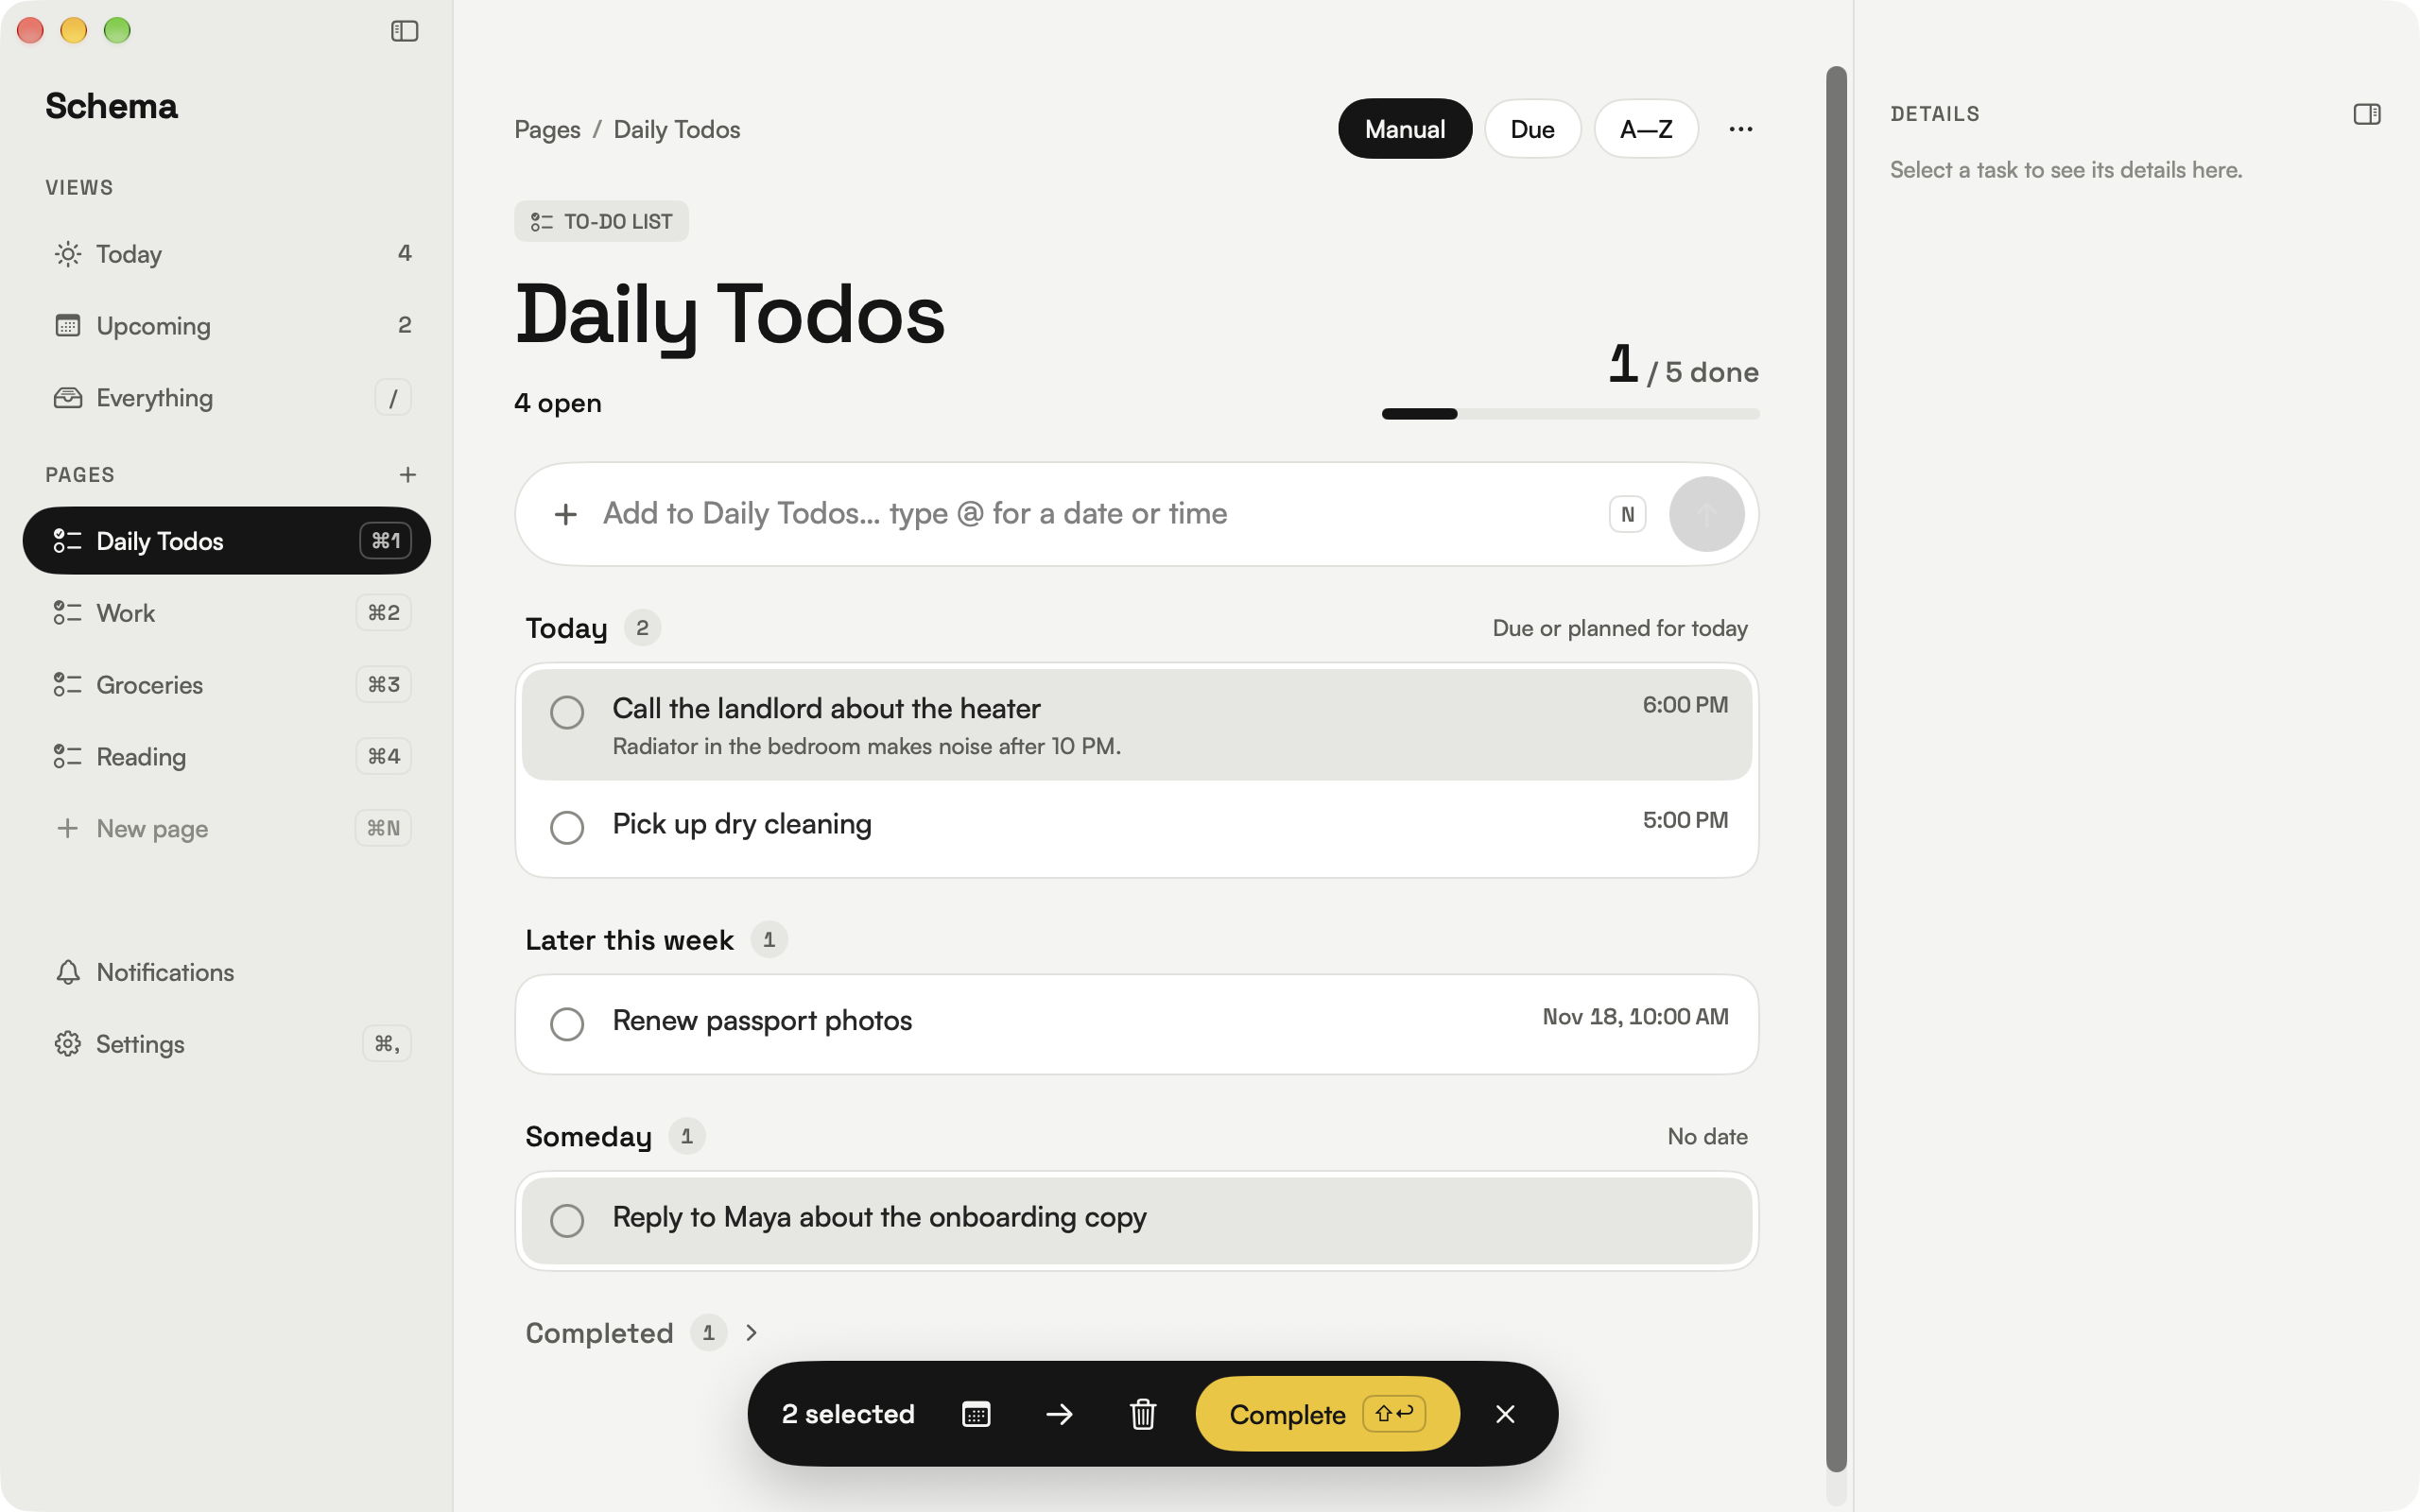 Schema
VIEWS
Today 4
Upcoming 2
Everything /
PAGES +
Daily Todos ⌘1
Work ⌘2
Groceries ⌘3
Reading ⌘4
+ New page ⌘N
Notifications
Settings ⌘,
Pages / Daily Todos
Manual Due A—Z ...
TO-DO LIST
Daily Todos
4 open
1 / 5 done
+ Add to Daily Todos... type @ for a date or time N
Today 2 Due or planned for today
Call the landlord about the heater 6:00 PM
Radiator in the bedroom makes noise after 10 PM.
Pick up dry cleaning 5:00 PM
Later this week 1
Renew passport photos Nov 18, 10:00 AM
Someday 1 No date
Reply to Maya about the onboarding copy
Completed 1
2 selected Complete ⇧↩
DETAILS
Select a task to see its details here.